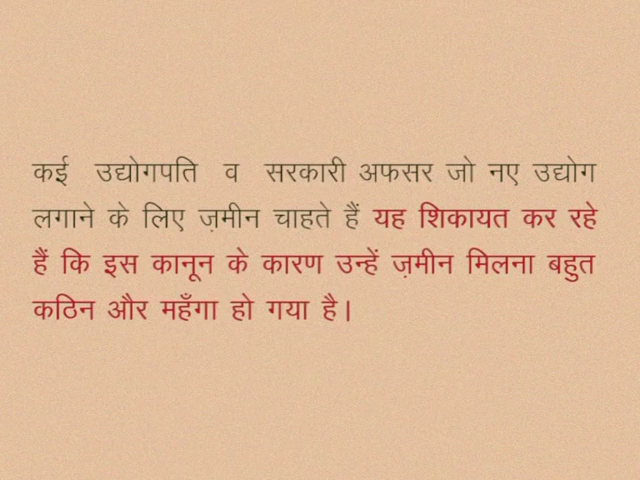 कई उद्योगपति व सरकारी अफसर जो नए उद्योग
लगाने के लिए ज़मीन चाहते हैं यह शिकायत कर रहे
हैं कि इस कानून के कारण उन्हें ज़मीन मिलना बहुत
कठिन और महँगा हो गया है।